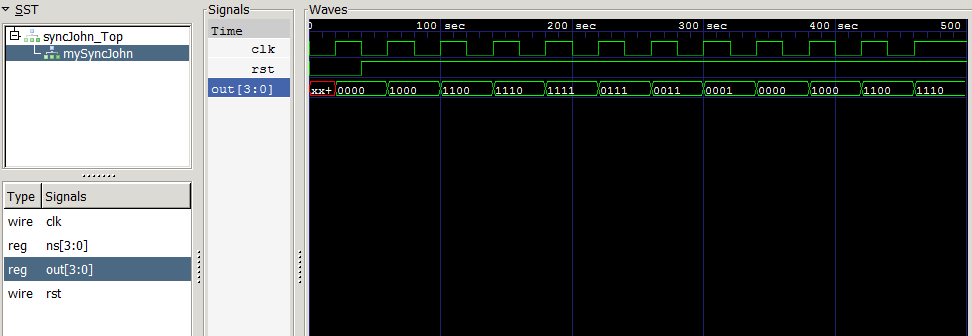 SST
syncJohn_Top
mySyncJohn
Type Signals
wire clk
reg ns[3:0]
reg out[3:0]
wire rst
Signals
Time
clk
rst
out[3:0]
Waves
0 100 sec 200 sec 300 sec 400 sec 500
xx+ 0000 1000 1100 1110 1111 0111 0011 0001 0000 1000 1100 1110